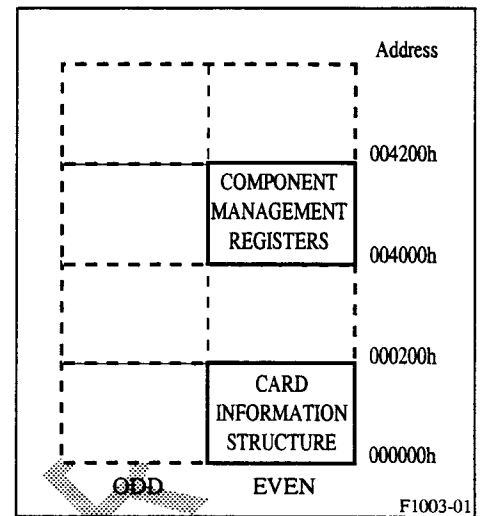 Address
004200h
COMPONENT
MANAGEMENT
REGISTERS
004000h
000200h
CARD
INFORMATION
STRUCTURE
000000h
ODD EVEN
F1003-01